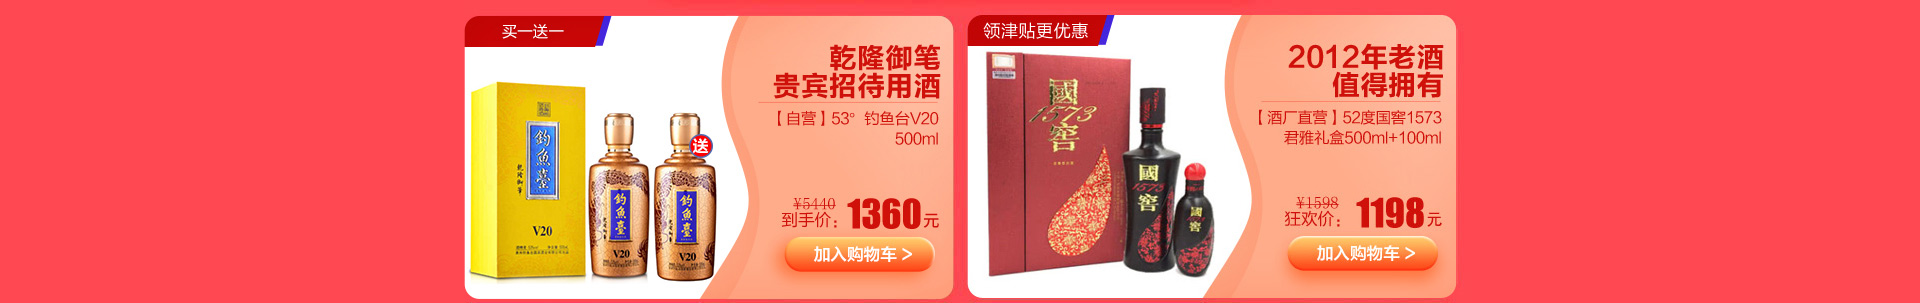 买一送一
乾隆御笔
贵宾招待用酒
【自营】53°钓鱼台V20
500ml
¥5440
到手价：1360元
加入购物车 >
钓魚臺
乾隆御笔
V20
送
钓魚臺
V20
钓魚臺
V20
领津贴更优惠
2012年老酒
值得拥有
【酒厂直营】52度国窖1573
君雅礼盒500ml+100ml
¥1598
狂欢价：1198元
加入购物车 >
國
1573
窖
國
1573
窖
國
窖